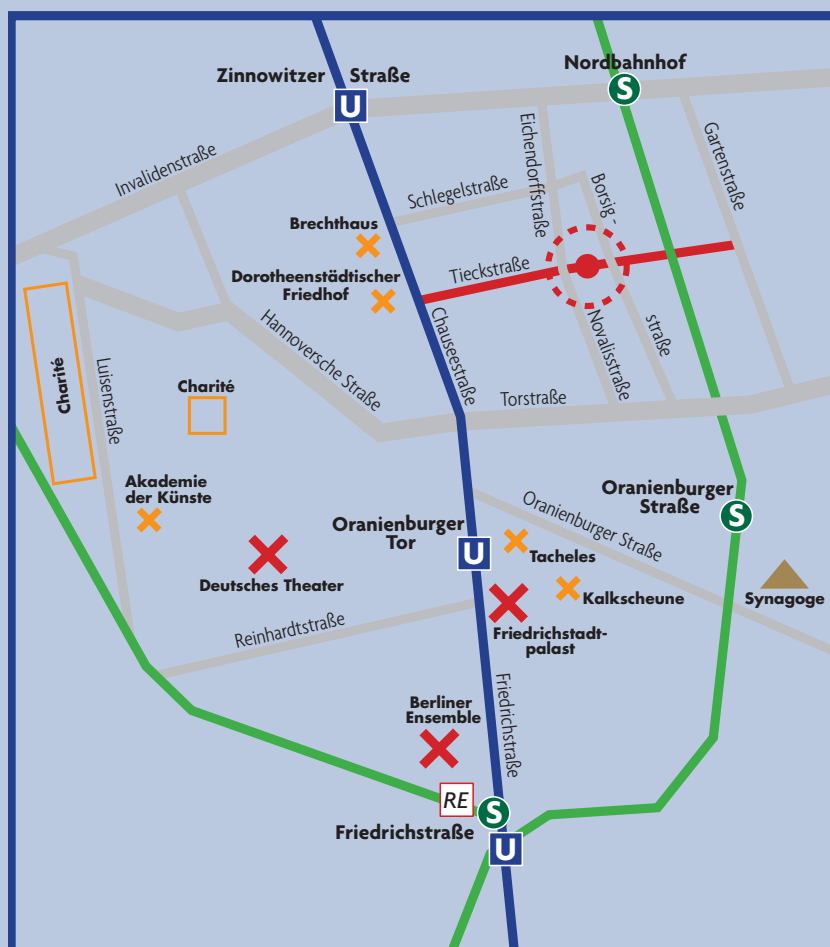 Nordbahnhof
Zinnowitzer Straße
S
U
Invalidenstraße
Eichendorffstraße
Gartenstraße
Schlegelstraße
Borsig-
straße
Brechthaus
Tieckstraße
Dorotheenstädtischer
Friedhof
Chauseestraße
Hannoversche Straße
Novalisstraße
Charité
Luisenstraße
Charité
Torstraße
Akademie
der Künste
Oranienburger
Straße
S
Oranienburger
Tor
U
Oranienburger Straße
Tacheles
Deutsches Theater
Kalkscheune
Synagoge
Friedrichstadt-
palast
Reinhardtstraße
Friedrichstraße
Berliner
Ensemble
RE
S
Friedrichstraße
U